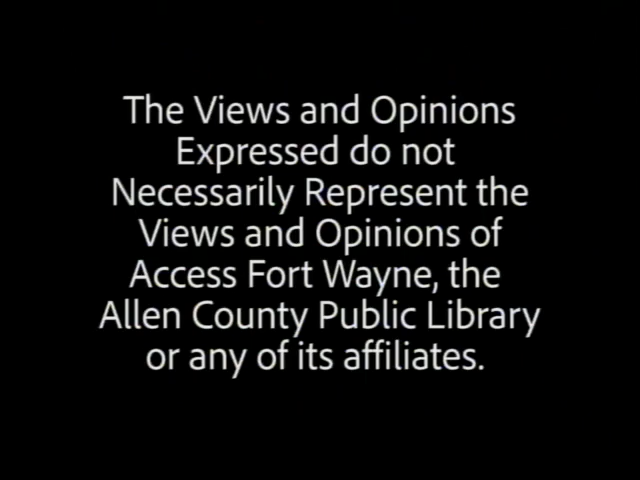 The Views and Opinions
Expressed do not
Necessarily Represent the
Views and Opinions of
Access Fort Wayne, the
Allen County Public Library
or any of its affiliates.